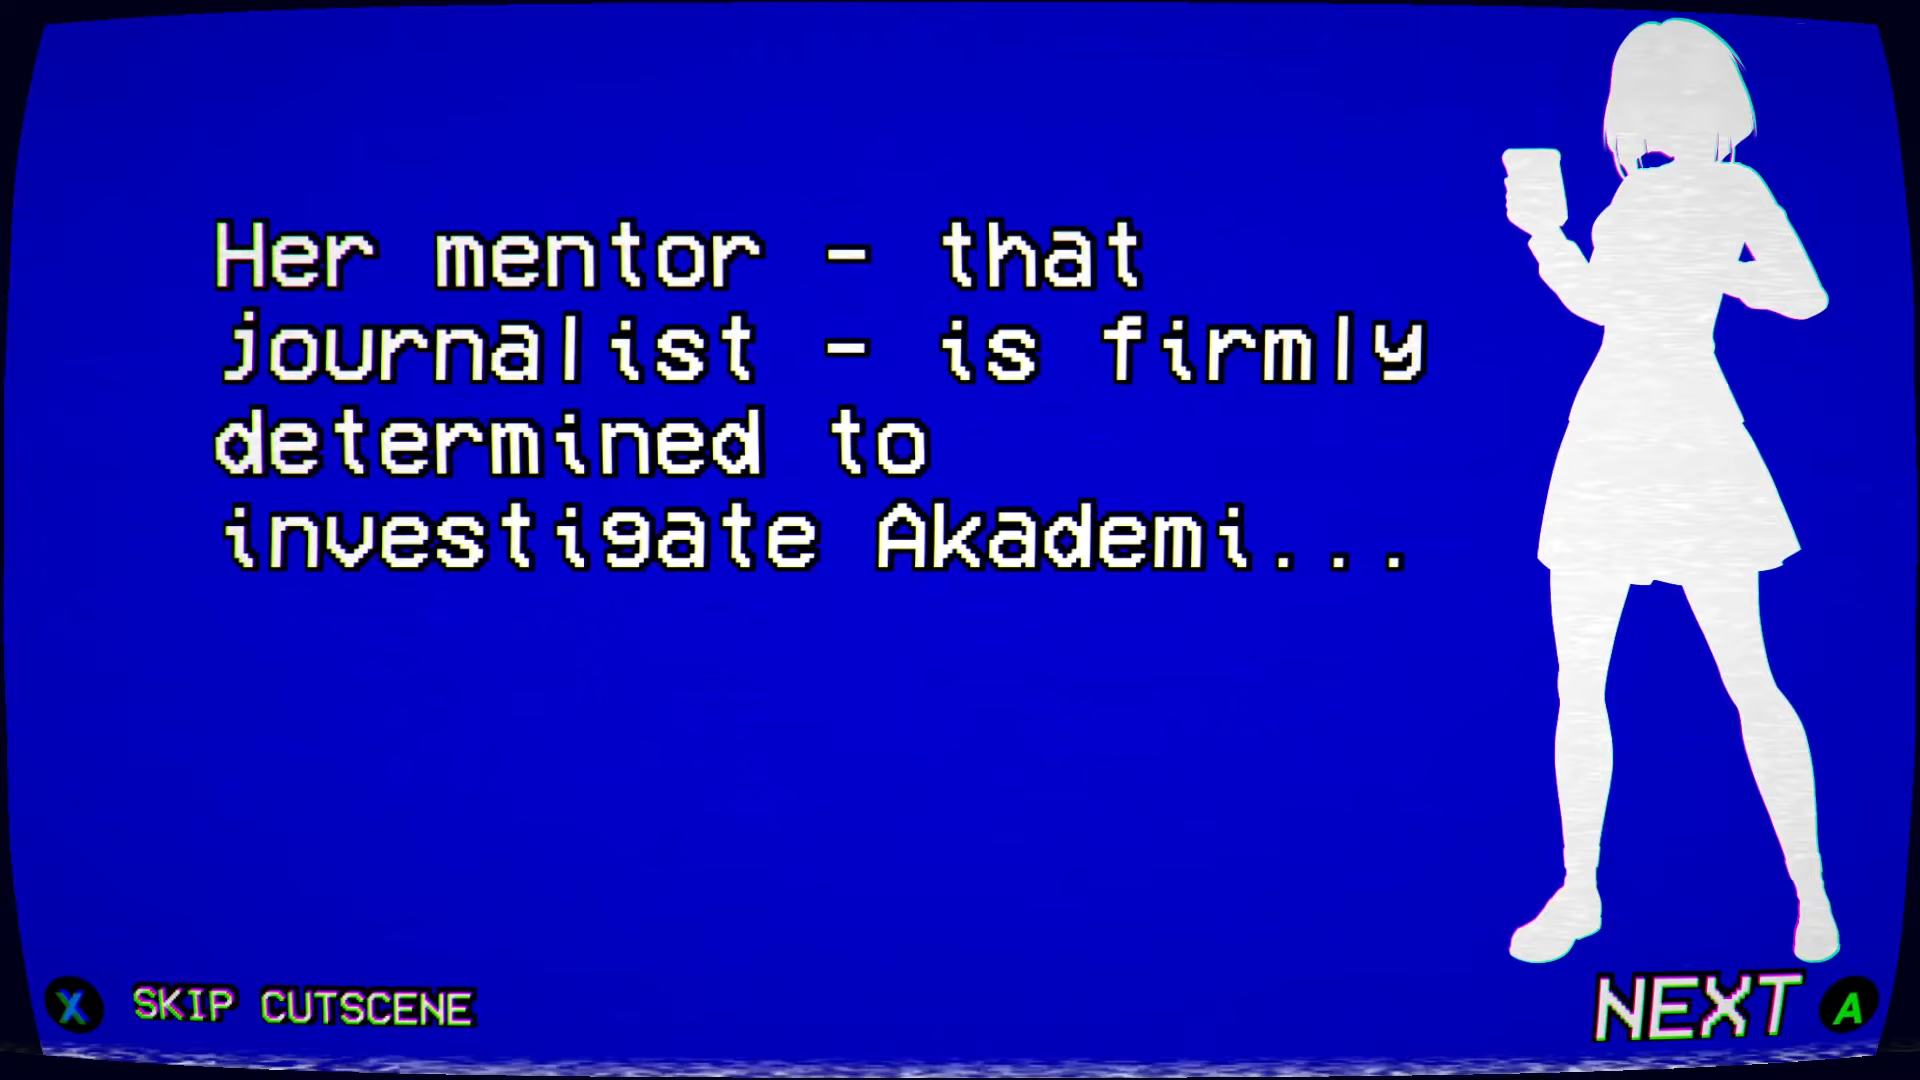 Her mentor - that
journalist - is firmly
determined to
investigate Akademi...
X SKIP CUTSCENE
NEXT A